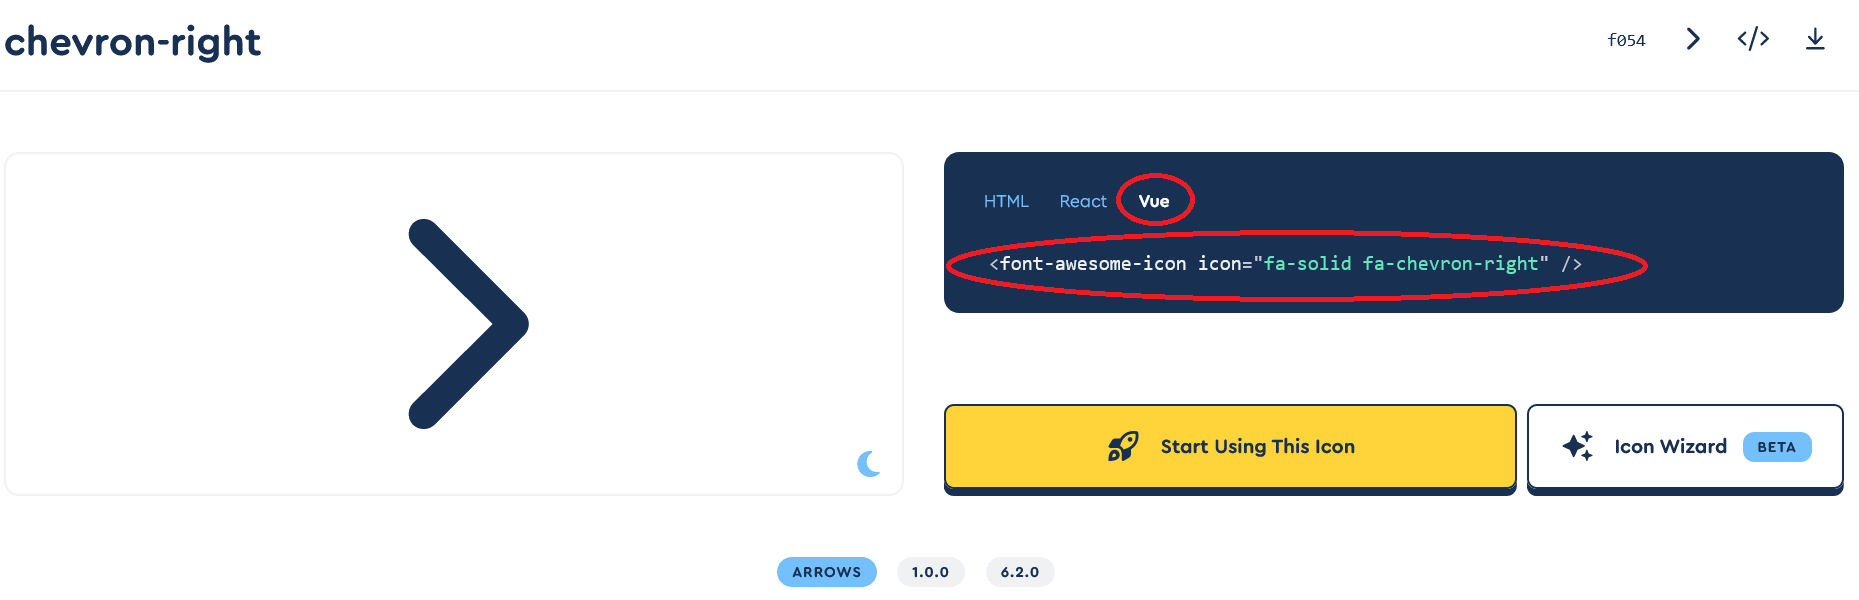 chevron-right
f054
HTML React Vue
<font-awesome-icon icon="fa-solid fa-chevron-right" />
Start Using This Icon
Icon Wizard BETA
ARROWS 1.0.0 6.2.0